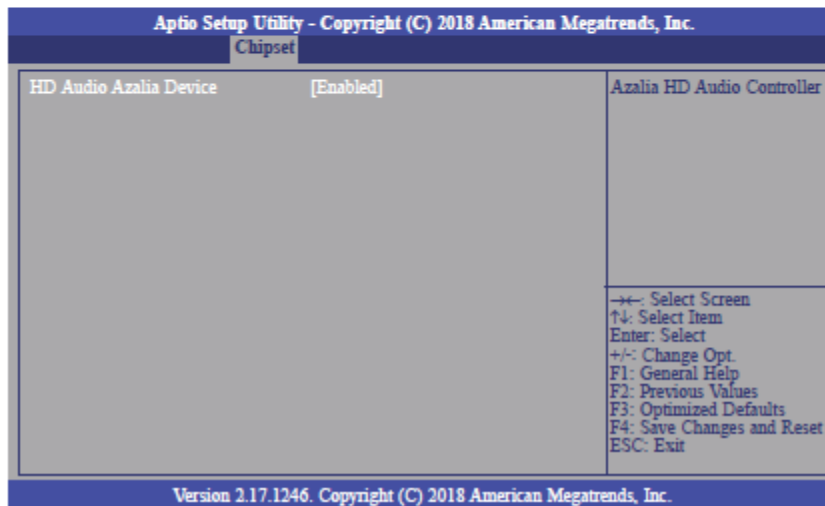 Aptio Setup Utility - Copyright (C) 2018 American Megatrends, Inc.
Chipset
HD Audio Azalia Device [Enabled]
Azalia HD Audio Controller
→←: Select Screen
↑↓: Select Item
Enter: Select
+/-: Change Opt.
F1: General Help
F2: Previous Values
F3: Optimized Defaults
F4: Save Changes and Reset
ESC: Exit
Version 2.17.1246. Copyright (C) 2018 American Megatrends, Inc.